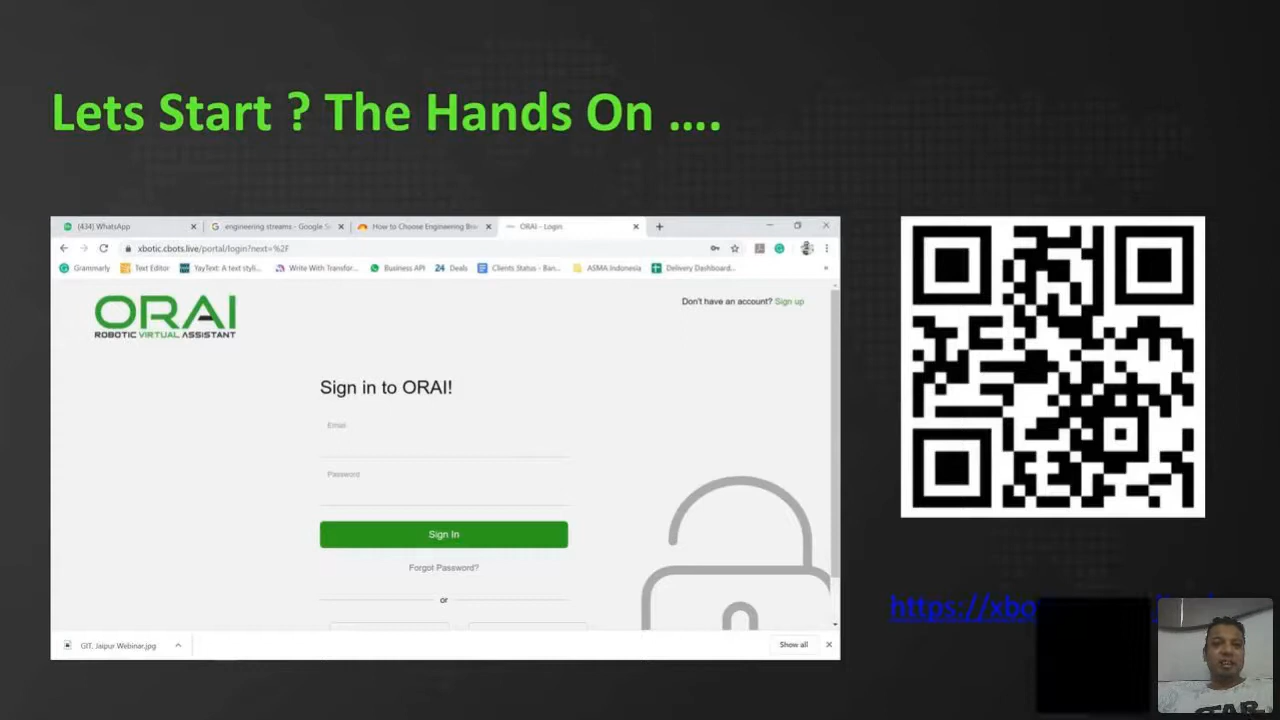 Lets Start ? The Hands On ....
(434) WhatsApp
engineering streams - Google Se
How to Choose Engineering Bra
ORAI - Login
xbotic.cbots.live/portal/login?next=%2F
Grammarly
Text Editor
YayText: A text styli...
Write With Transfor...
Business API
24 Deals
Clients Status - Ban...
ASMA Indonesia
Delivery Dashboard...
»
ORAI
ROBOTIC VIRTUAL ASSISTANT
Don't have an account? Sign up
Sign in to ORAI!
Email
Password
Sign In
Forgot Password?
or
GIT, Jaipur Webinar.jpg
Show all
https://xbo
STAR